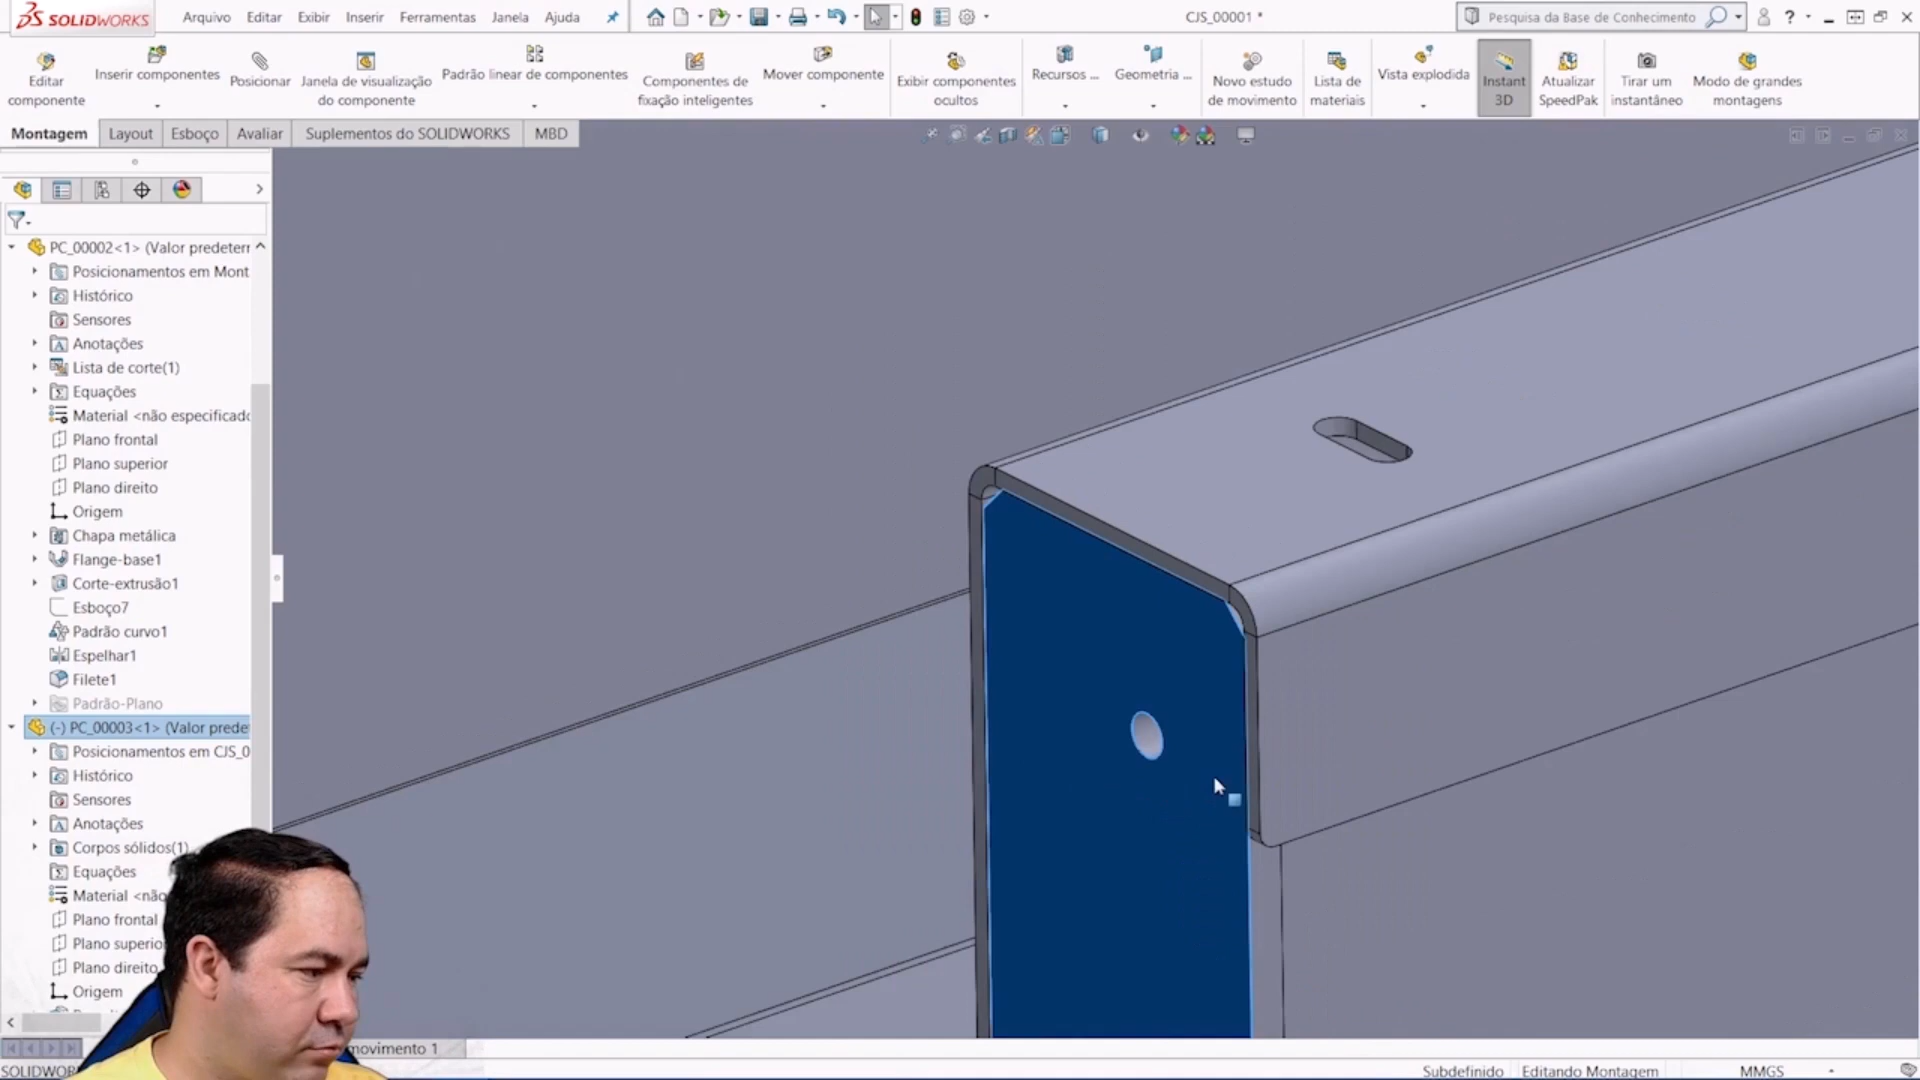 SOLIDWORKS
Arquivo Editar Exibir Inserir Ferramentas Janela Ajuda
CJS_00001 *
Pesquisa da Base de Conhecimento
Editar componente
Inserir componentes
Posicionar
Janela de visualização do componente
Padrão linear de componentes
Componentes de fixação inteligentes
Mover componente
Exibir componentes ocultos
Recursos ...
Geometria ...
Novo estudo de movimento
Lista de materiais
Vista explodida
Instant 3D
Atualizar SpeedPak
Tirar um instantâneo
Modo de grandes montagens
Montagem Layout Esboço Avaliar Suplementos do SOLIDWORKS MBD
PC_00002<1> (Valor predeterr
Posicionamentos em Mont
Histórico
Sensores
Anotações
Lista de corte(1)
Equações
Material <não especificado
Plano frontal
Plano superior
Plano direito
Origem
Chapa metálica
Flange-base1
Corte-extrusão1
Esboço7
Padrão curvo1
Espelhar1
Filete1
Padrão-Plano
(-) PC_00003<1> (Valor prede
Posicionamentos em CJS_0
Histórico
Sensores
Anotações
Corpos sólidos(1)
Equações
Material <não
Plano frontal
Plano superio
Plano direito
Origem
movimento 1
SOLIDWOR
Subdefinido Editando Montagem MMGS